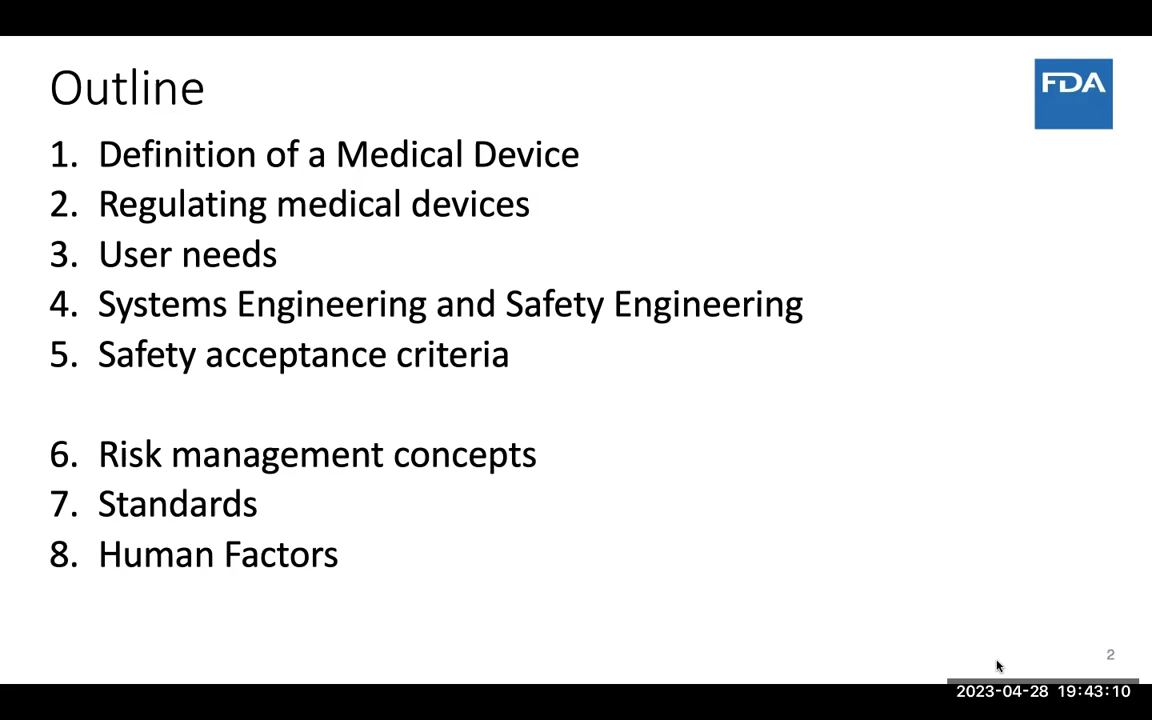 Outline
FDA
1. Definition of a Medical Device
2. Regulating medical devices
3. User needs
4. Systems Engineering and Safety Engineering
5. Safety acceptance criteria
6. Risk management concepts
7. Standards
8. Human Factors
2
2023-04-28 19:43:10